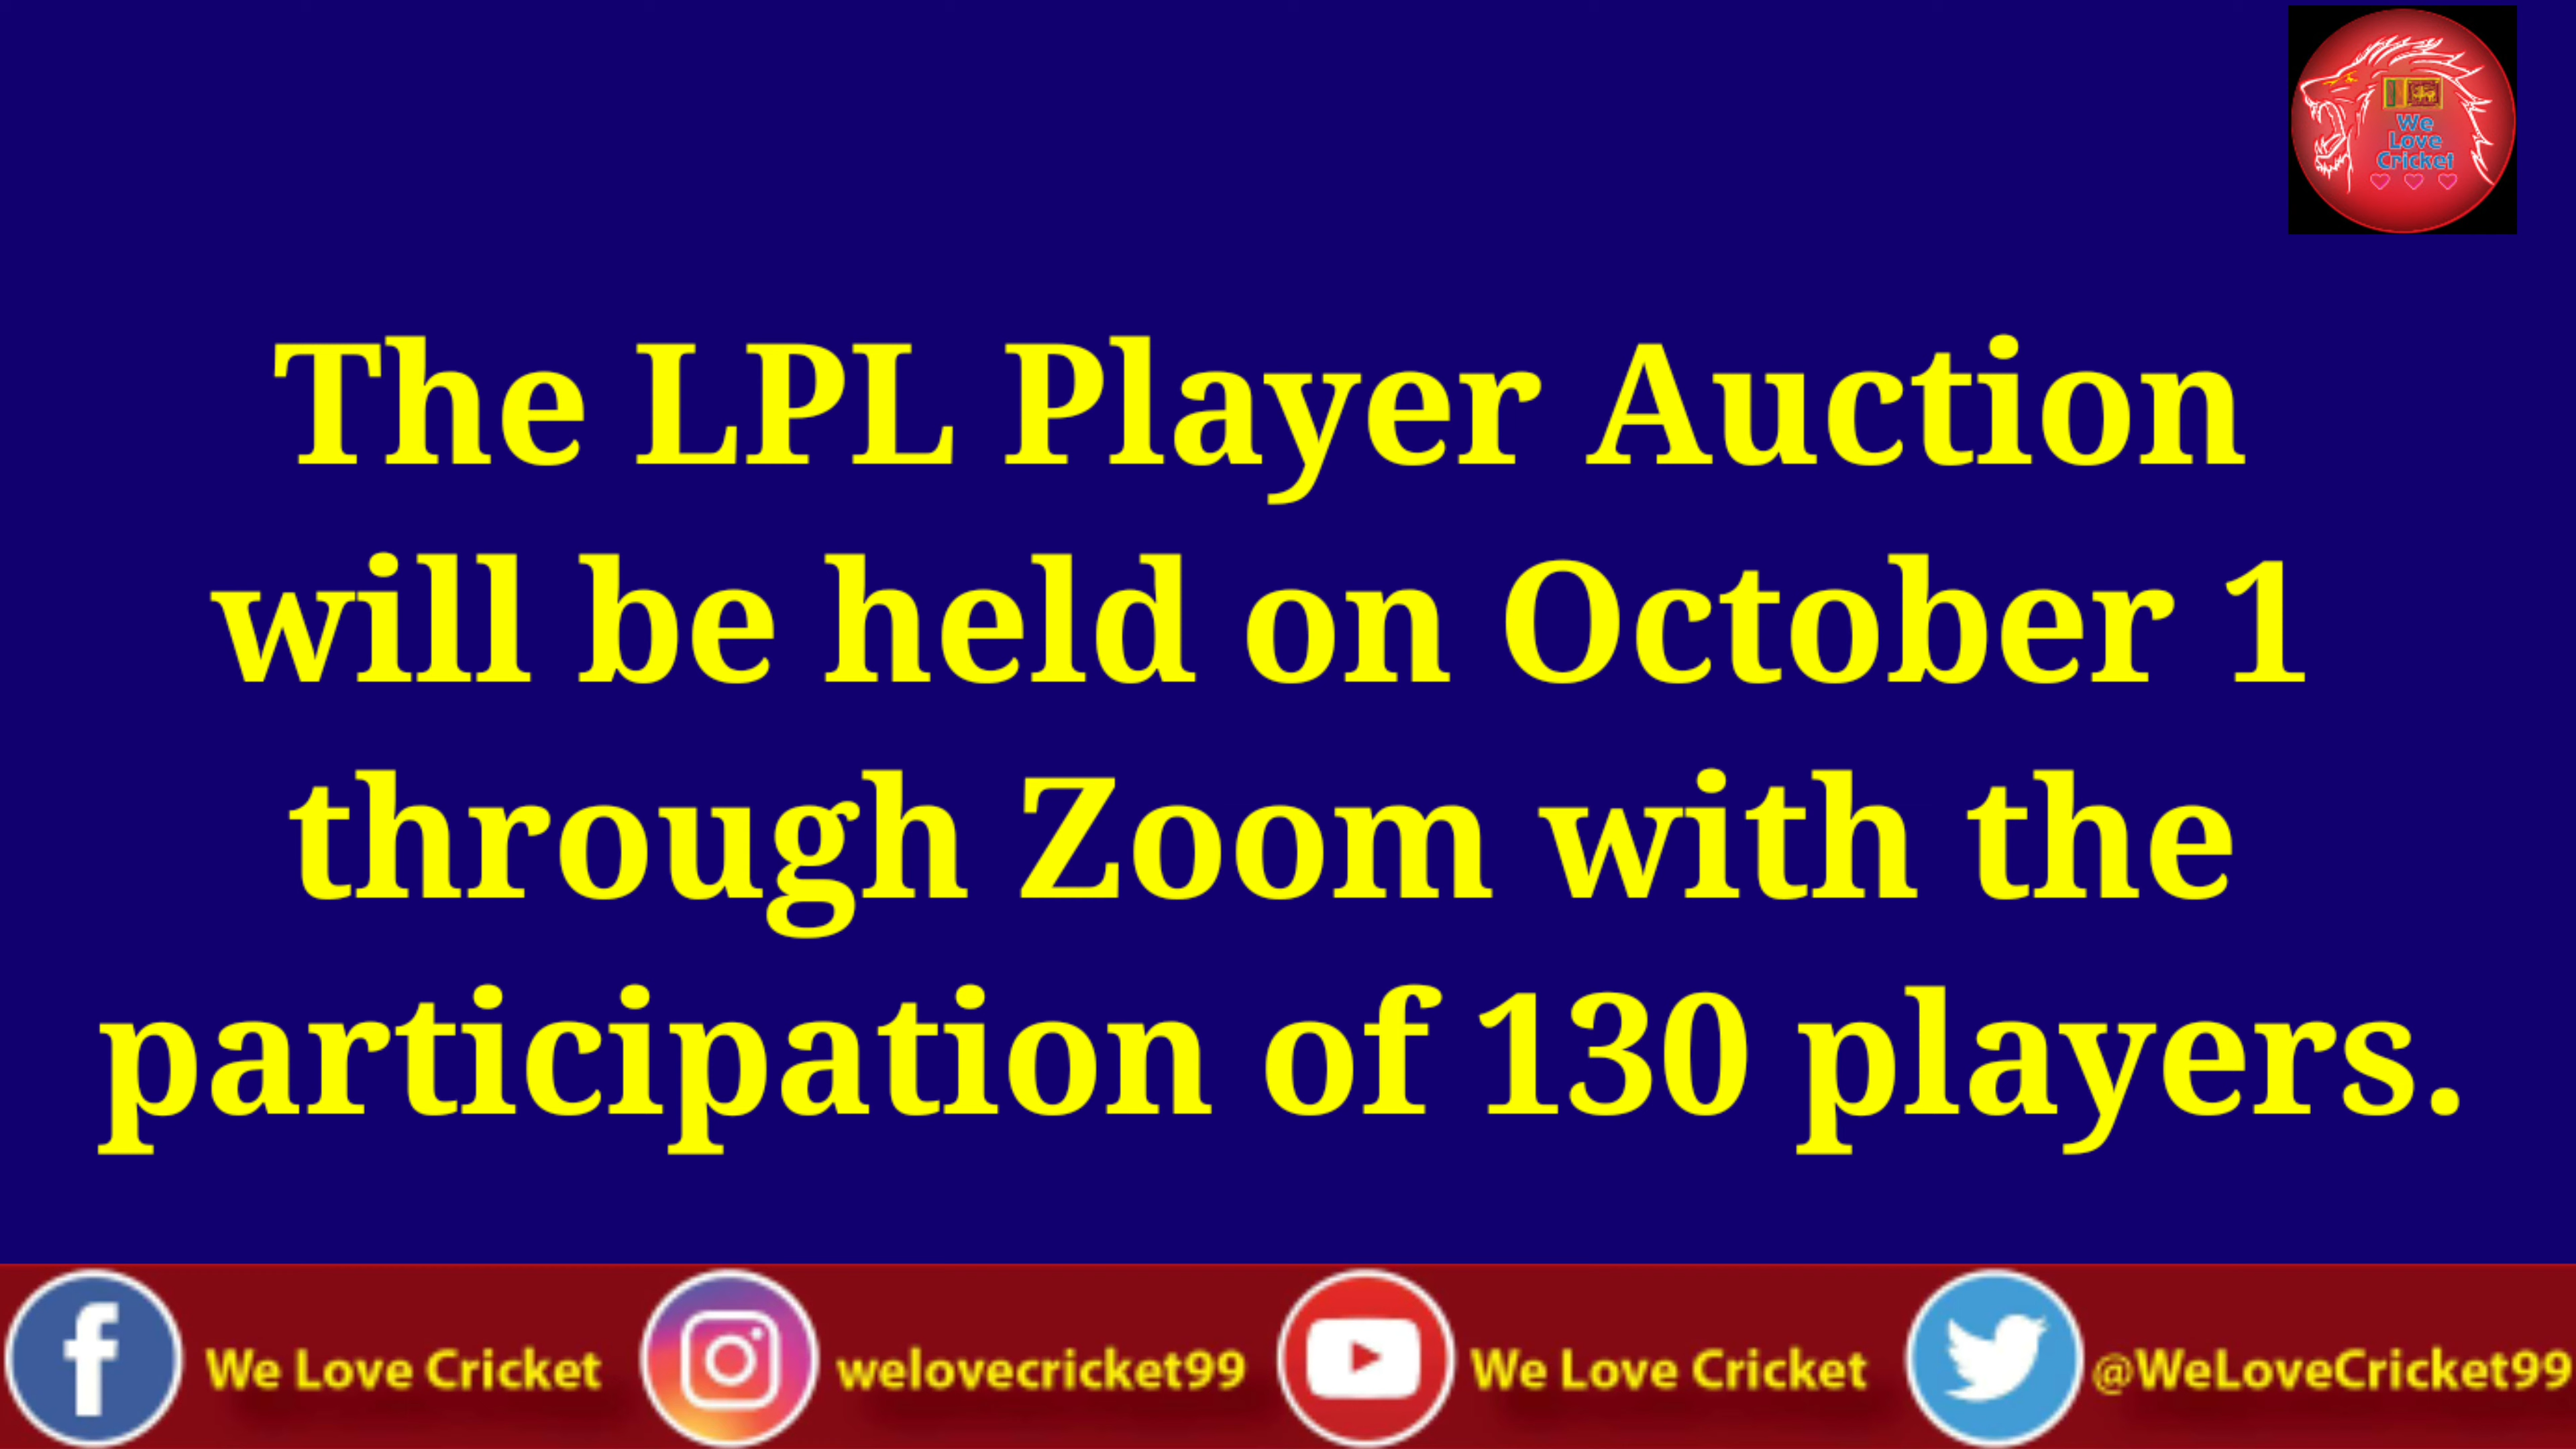 We
Love
Cricket
The LPL Player Auction
will be held on October 1
through Zoom with the
participation of 130 players.
We Love Cricket
welovecricket99
We Love Cricket
@WeLoveCricket99